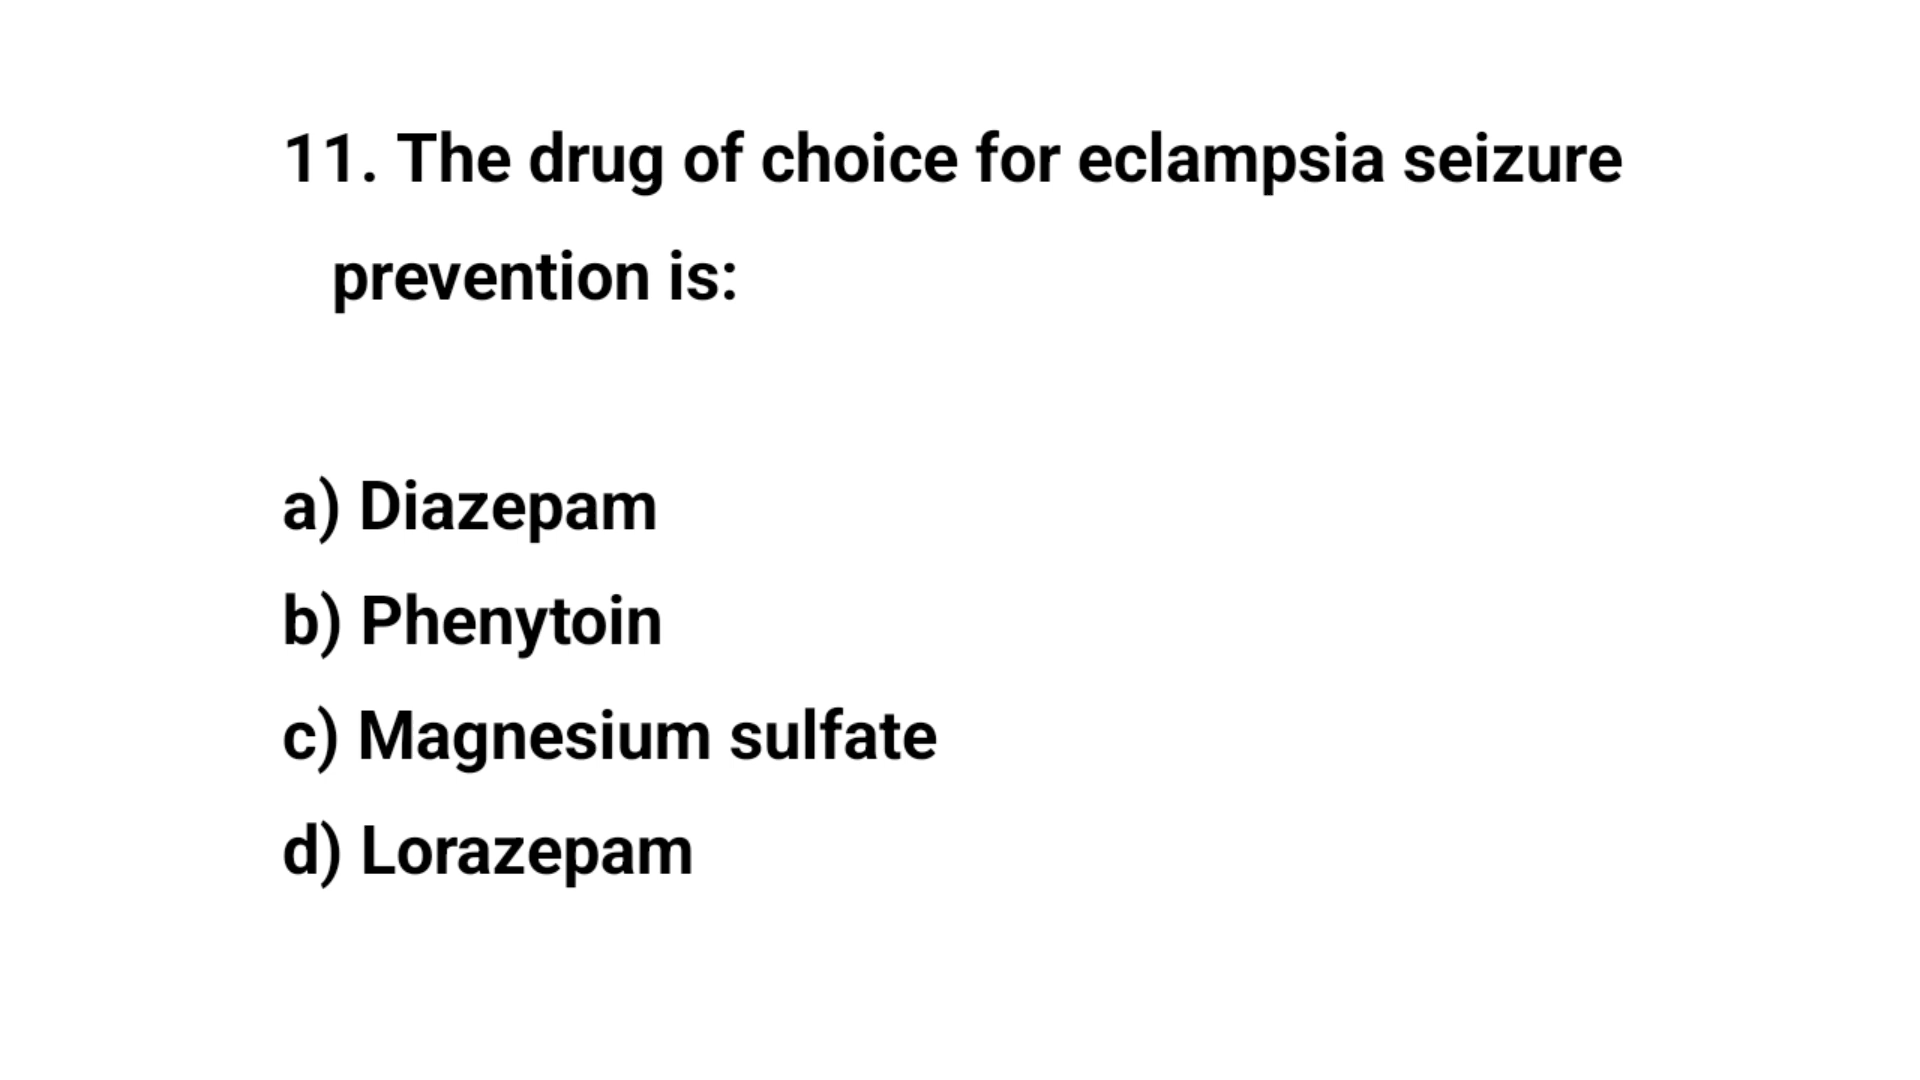 11. The drug of choice for eclampsia seizure
prevention is:
a) Diazepam
b) Phenytoin
c) Magnesium sulfate
d) Lorazepam